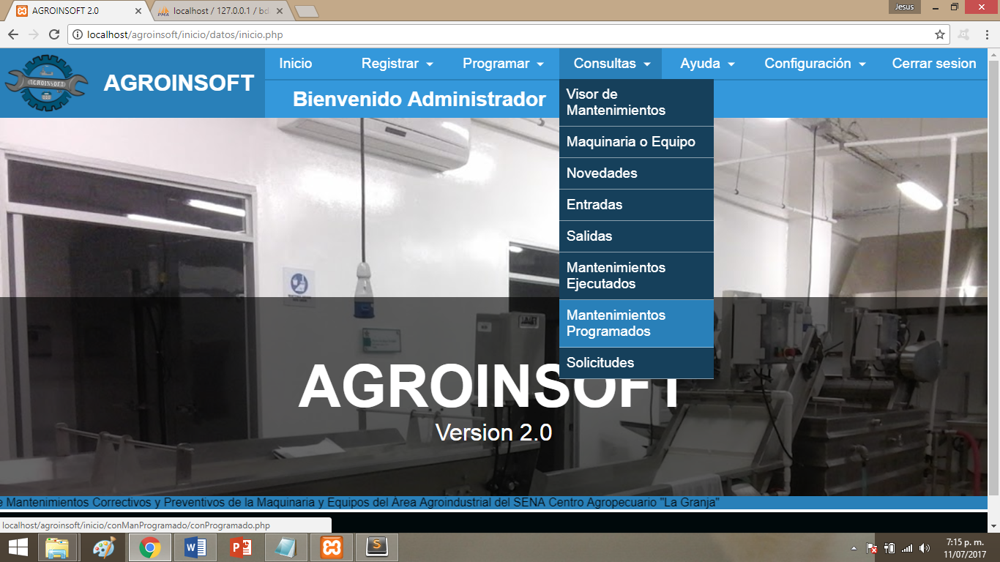 AGROINSOFT 2.0
localhost / 127.0.0.1 / bd
Jesus
localhost/agroinsoft/inicio/datos/inicio.php
AGROINSOFT
AGROINSOFT
Inicio
Registrar
Programar
Consultas
Ayuda
Configuración
Cerrar sesion
Bienvenido Administrador
Visor de
Mantenimientos
Maquinaria o Equipo
Novedades
Entradas
Salidas
Mantenimientos
Ejecutados
Mantenimientos
Programados
Solicitudes
AGROINSOFT
Version 2.0
e Mantenimientos Correctivos y Preventivos de la Maquinaria y Equipos del Área Agroindustrial del SENA Centro Agropecuario "La Granja"
localhost/agroinsoft/inicio/conManProgramado/conProgramado.php
7:15 p. m.
11/07/2017